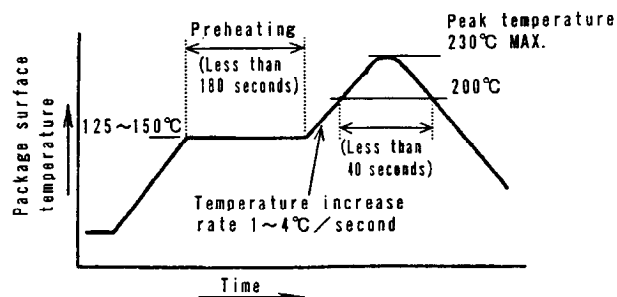 Preheating
(Less than
180 seconds)
Peak temperature
230℃ MAX.
200℃
125~150℃
(Less than
40 seconds)
Temperature increase
rate 1~4℃/second
Package surface
temperature
Time